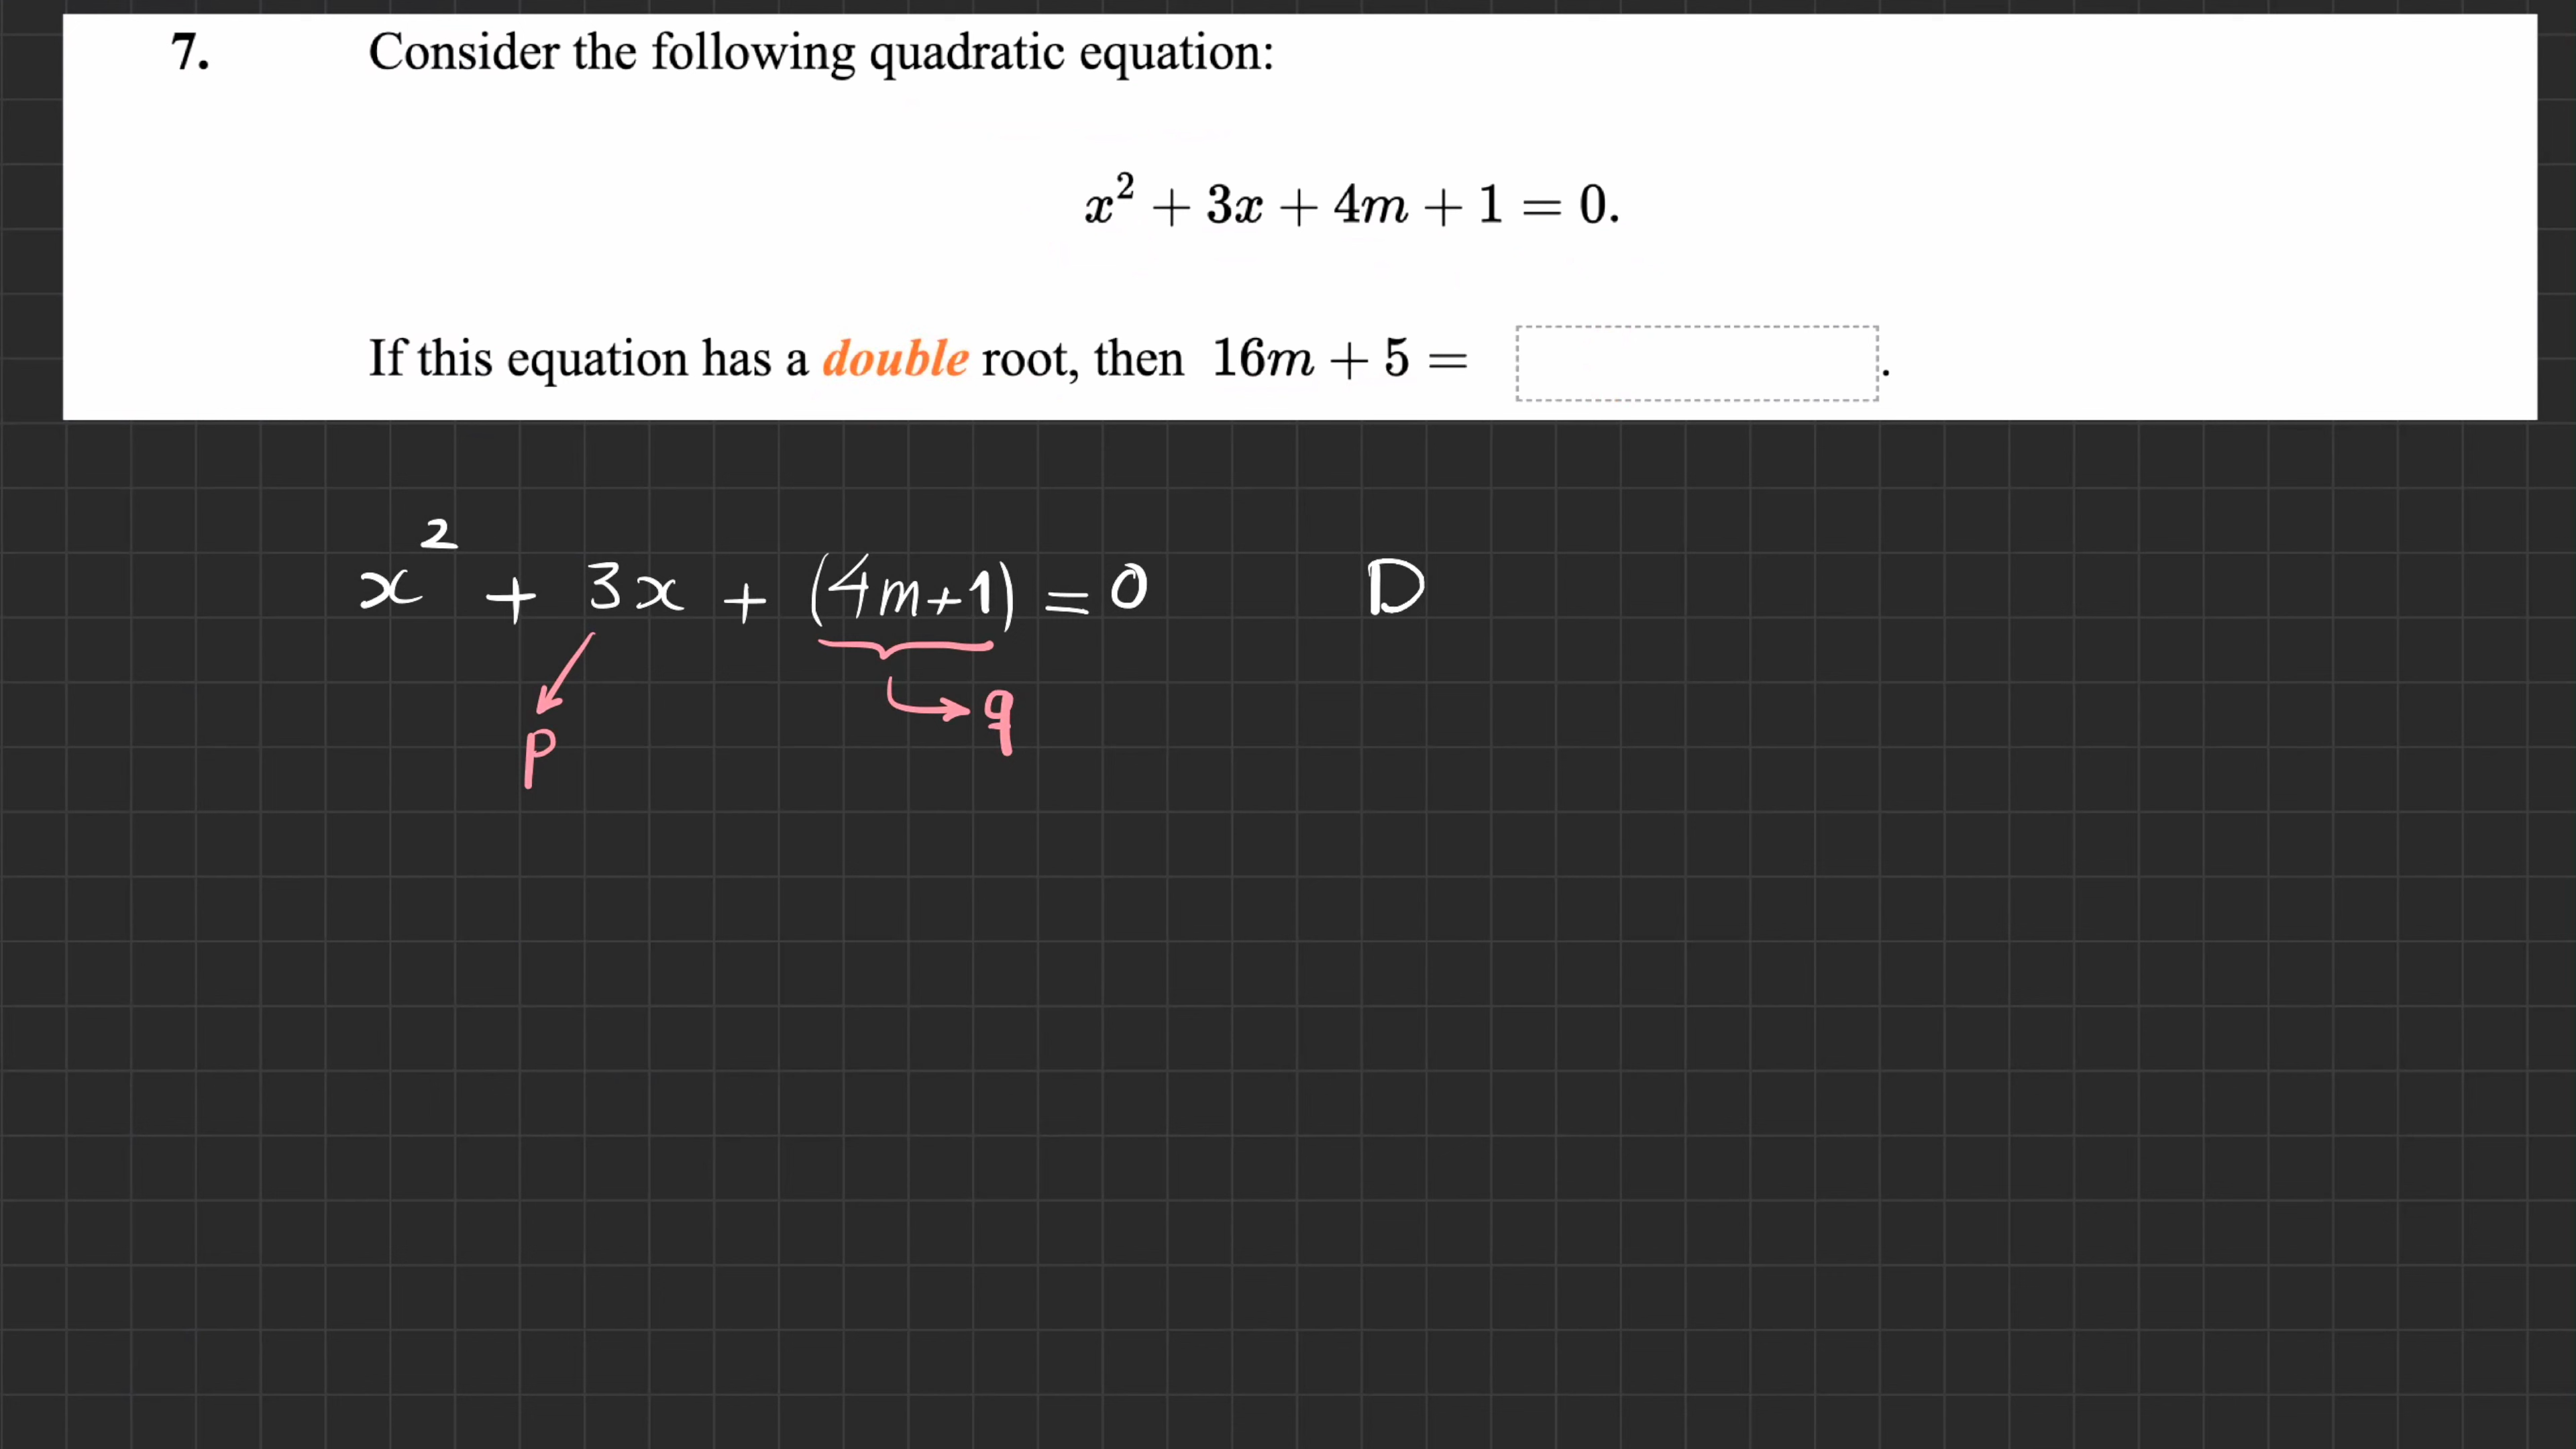 7. Consider the following quadratic equation:
x² + 3x + 4m + 1 = 0.
If this equation has a double root, then 16m + 5 = .
x² + 3x + (4m+1) = 0 D
p q